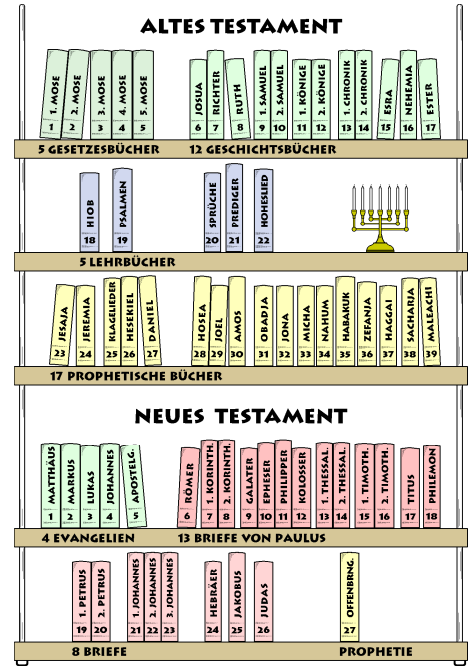 ALTES TESTAMENT
1. MOSE 1
2. MOSE 2
3. MOSE 3
4. MOSE 4
5. MOSE 5
JOSUA 6
RICHTER 7
RUTH 8
1. SAMUEL 9
2. SAMUEL 10
1. KÖNIGE 11
2. KÖNIGE 12
1. CHRONIK 13
2. CHRONIK 14
ESRA 15
NEHEMIA 16
ESTER 17
5 GESETZESBÜCHER 12 GESCHICHTSBÜCHER
HIOB 18
PSALMEN 19
SPRÜCHE 20
PREDIGER 21
HOHESLIED 22
5 LEHRBÜCHER
JESAJA 23
JEREMIA 24
KLAGELIEDER 25
HESEKIEL 26
DANIEL 27
HOSEA 28
JOEL 29
AMOS 30
OBADJA 31
JONA 32
MICHA 33
NAHUM 34
HABAKUK 35
ZEFANJA 36
HAGGAI 37
SACHARJA 38
MALEACHI 39
17 PROPHETISCHE BÜCHER
NEUES TESTAMENT
MATTHÄUS 1
MARKUS 2
LUKAS 3
JOHANNES 4
APOSTELG. 5
RÖMER 6
1. KORINTH. 7
2. KORINTH. 8
GALATER 9
EPHESER 10
PHILIPPER 11
KOLOSSER 12
1. THESSAL. 13
2. THESSAL. 14
1. TIMOTH. 15
2. TIMOTH. 16
TITUS 17
PHILEMON 18
4 EVANGELIEN 13 BRIEFE VON PAULUS
1. PETRUS 19
2. PETRUS 20
1. JOHANNES 21
2. JOHANNES 22
3. JOHANNES 23
HEBRÄER 24
JAKOBUS 25
JUDAS 26
OFFENBRNG. 27
8 BRIEFE PROPHETIE